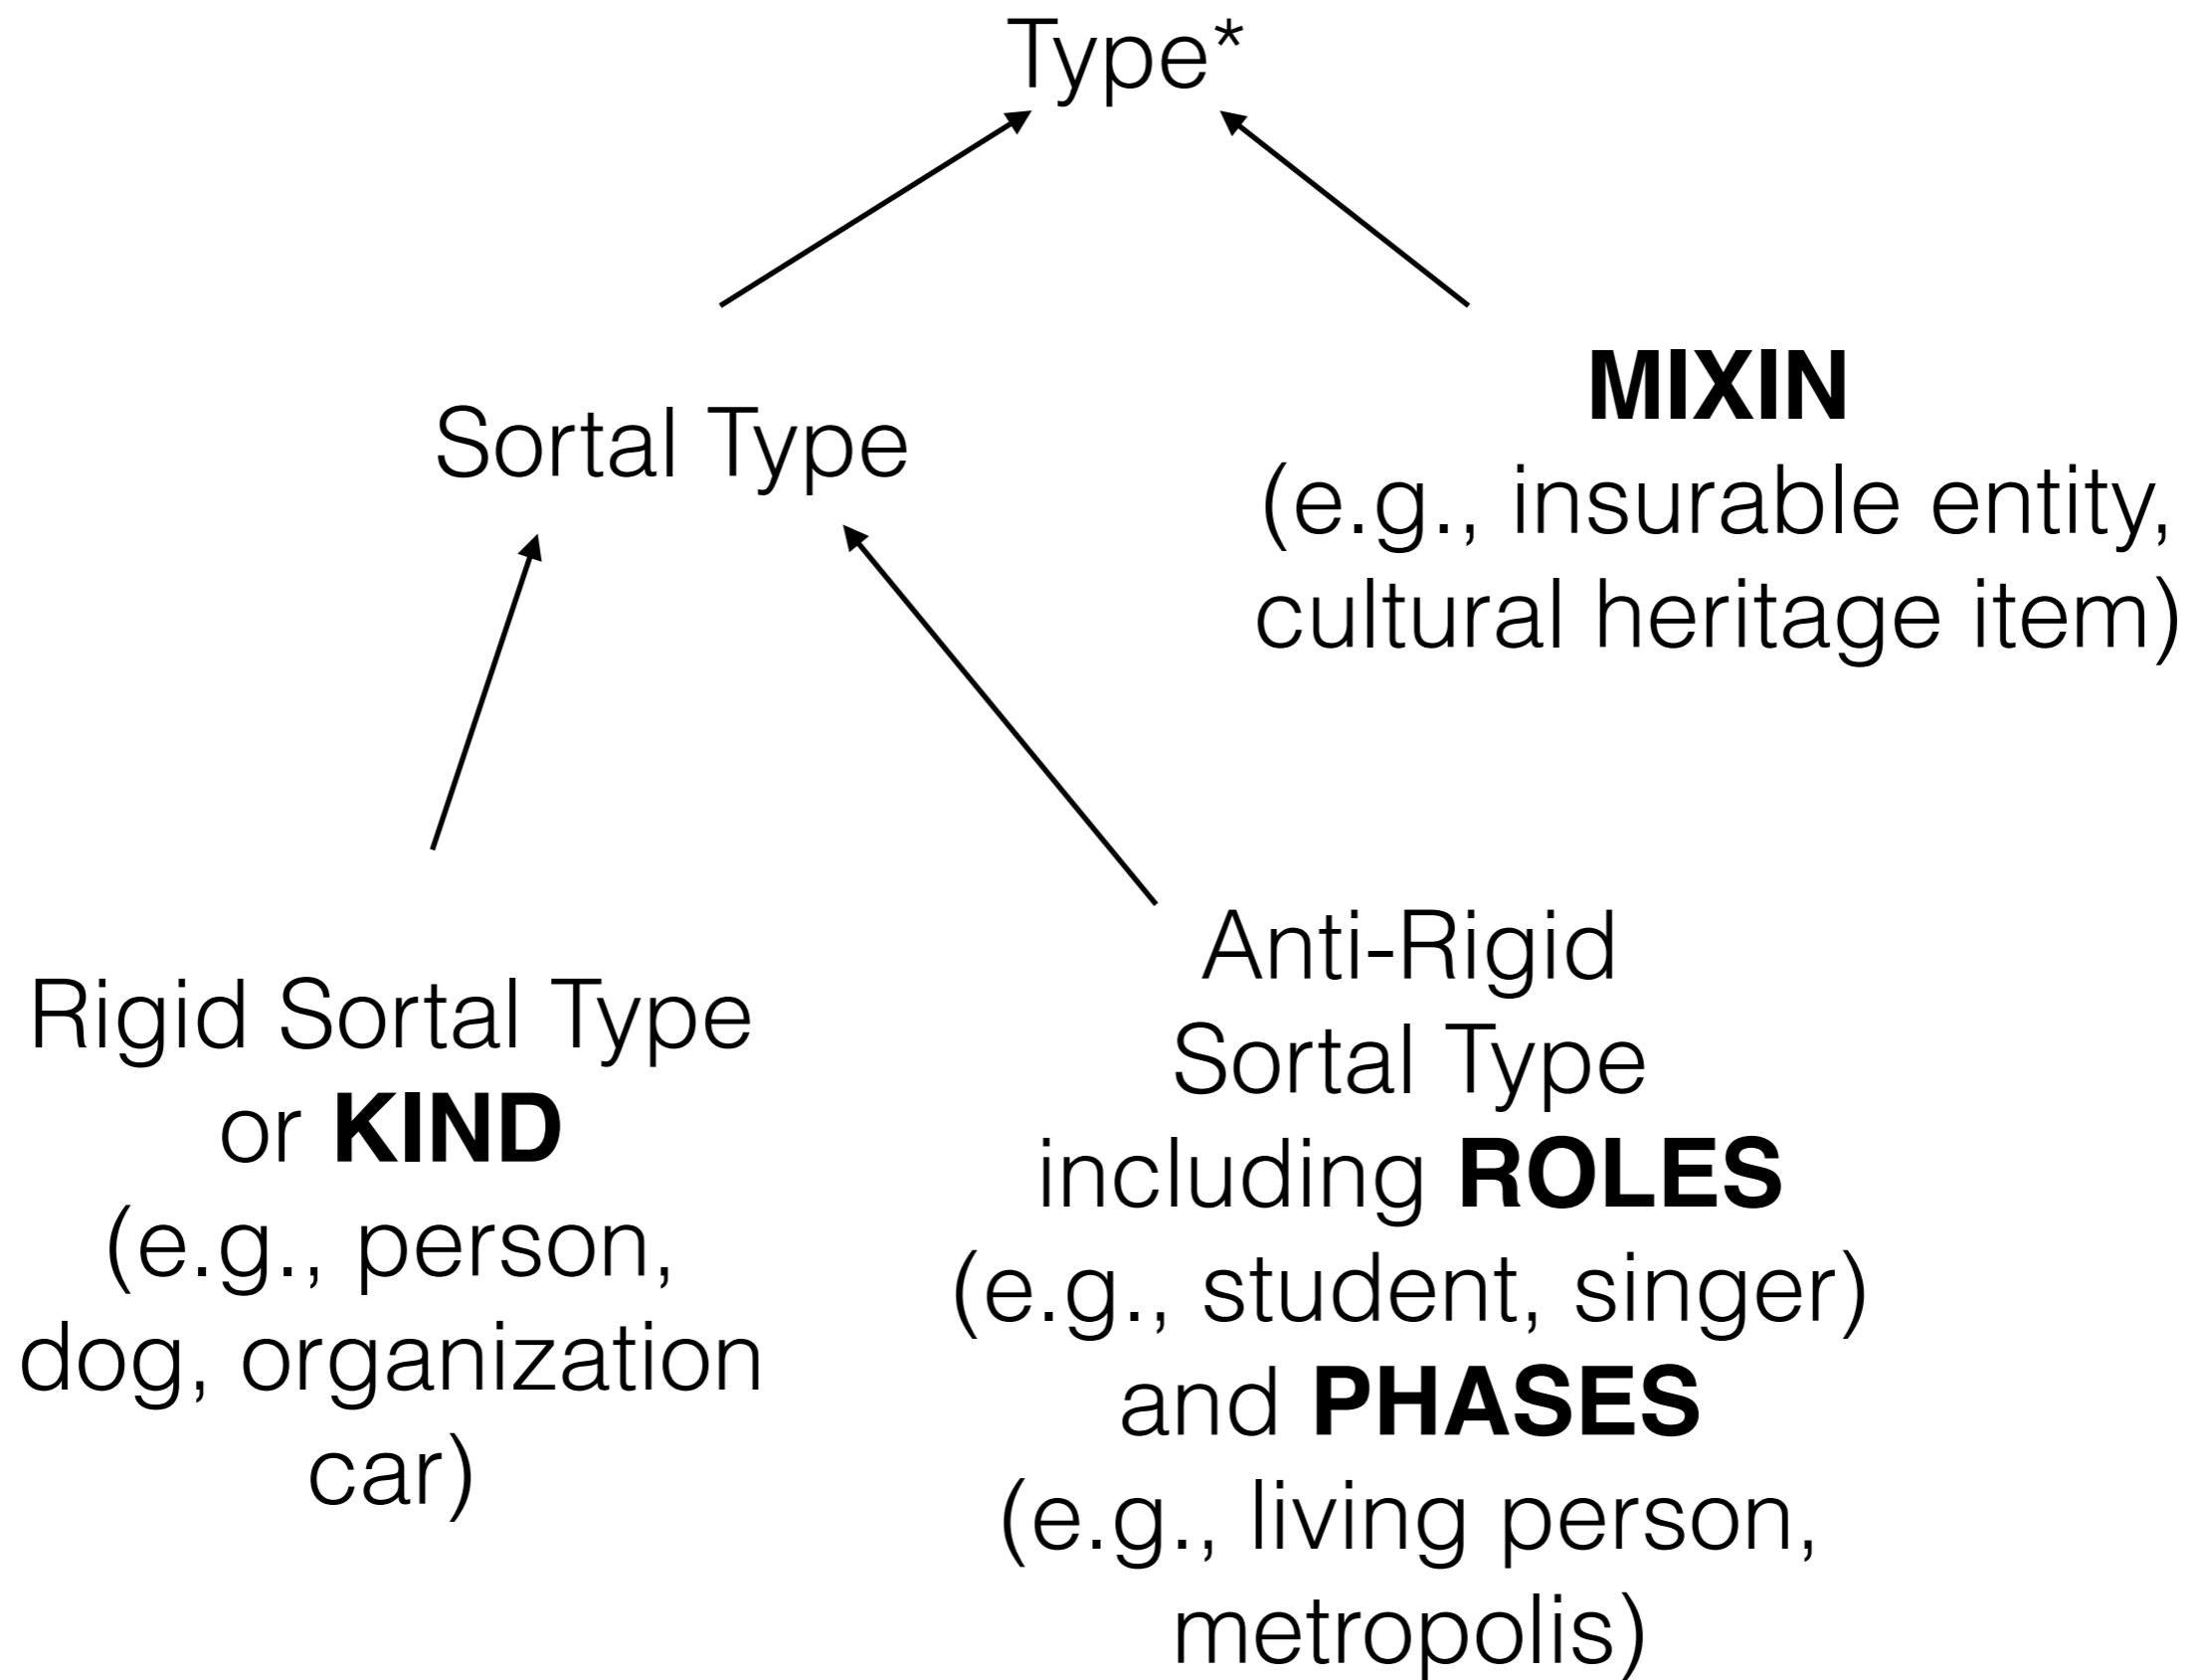 Type*
Sortal Type
MIXIN
(e.g., insurable entity,
cultural heritage item)
Rigid Sortal Type
or KIND
(e.g., person,
dog, organization
car)
Anti-Rigid
Sortal Type
including ROLES
(e.g., student, singer)
and PHASES
(e.g., living person,
metropolis)